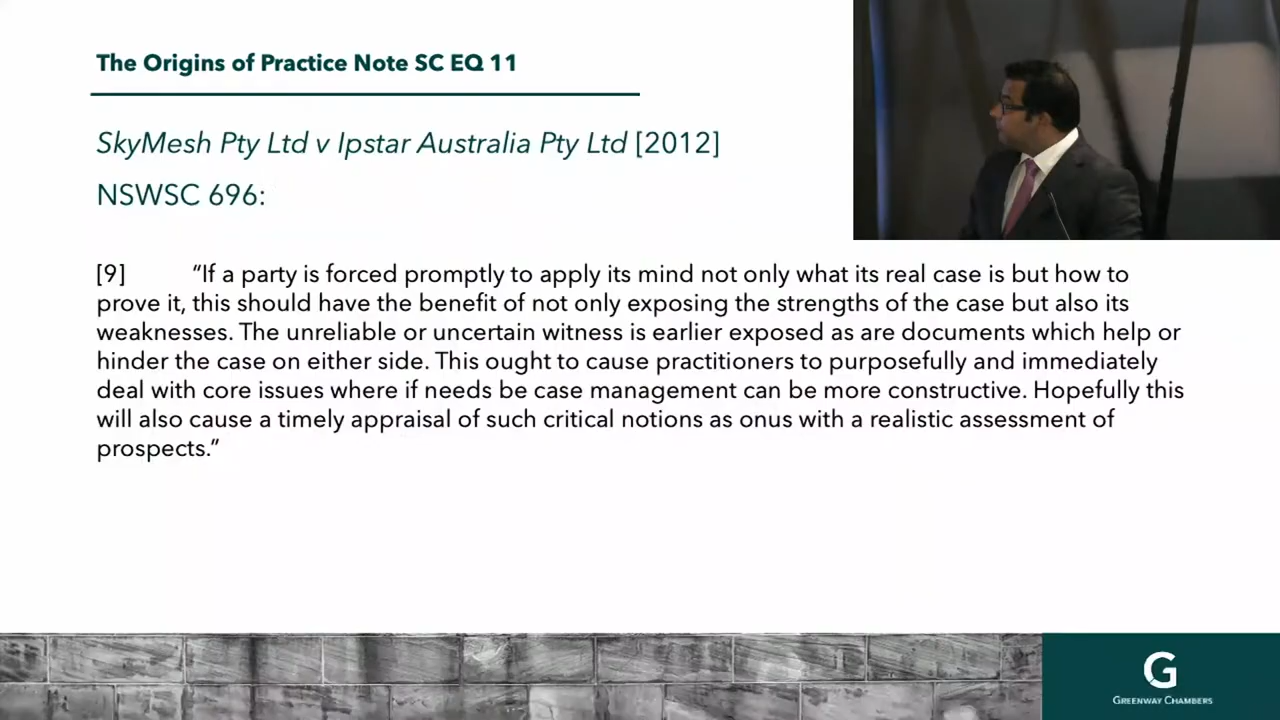 The Origins of Practice Note SC EQ 11
SkyMesh Pty Ltd v Ipstar Australia Pty Ltd [2012]
NSWSC 696:
[9] “If a party is forced promptly to apply its mind not only what its real case is but how to
prove it, this should have the benefit of not only exposing the strengths of the case but also its
weaknesses. The unreliable or uncertain witness is earlier exposed as are documents which help or
hinder the case on either side. This ought to cause practitioners to purposefully and immediately
deal with core issues where if needs be case management can be more constructive. Hopefully this
will also cause a timely appraisal of such critical notions as onus with a realistic assessment of
prospects.”
G
GREENWAY CHAMBERS